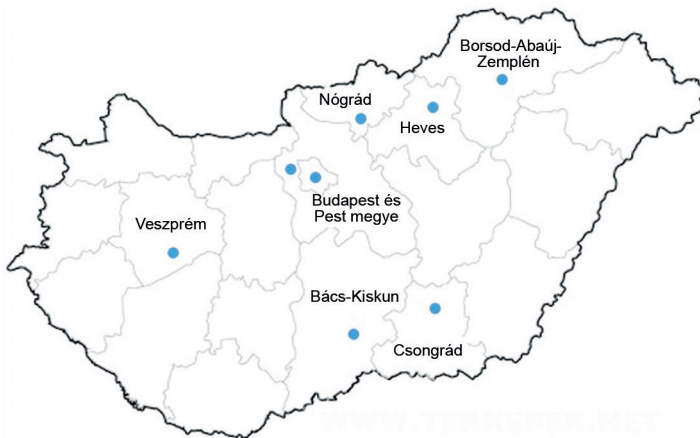 Borsod-Abaúj-
Zemplén
Nógrád
Heves
Budapest és
Pest megye
Veszprém
Bács-Kiskun
Csongrád
WWW.TERKEPEK.NET